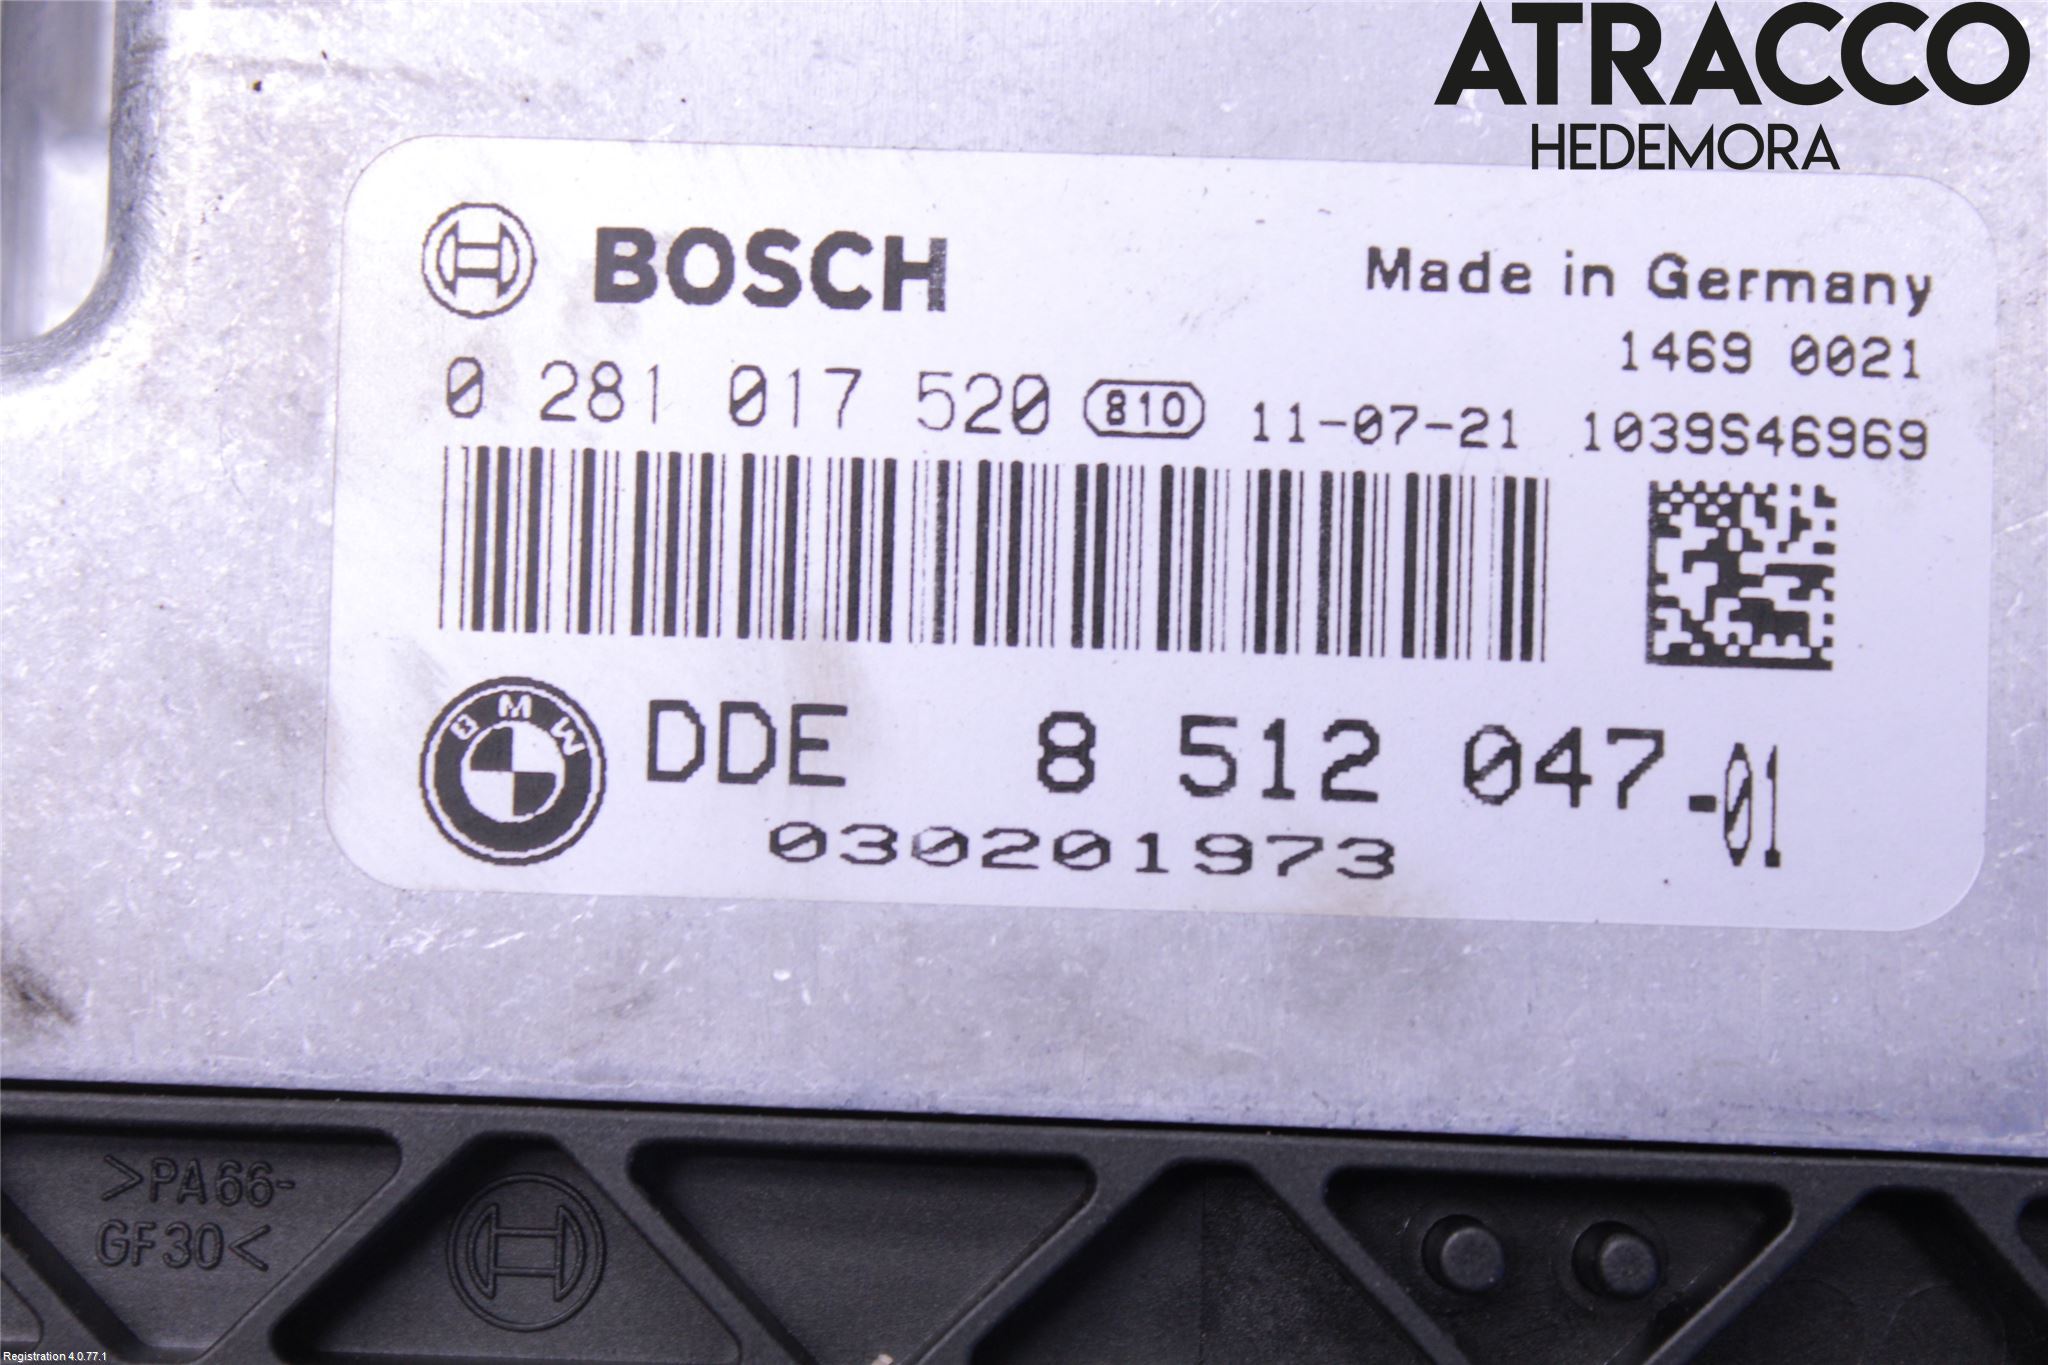 ATRACCO
HEDEMORA
BOSCH
Made in Germany
1469 0021
0 281 017 520 810 11-07-21 1039S46969
BMW DDE 8 512 047-01
030201973
>PA66-
GF30<
Registration 4.0.77.1